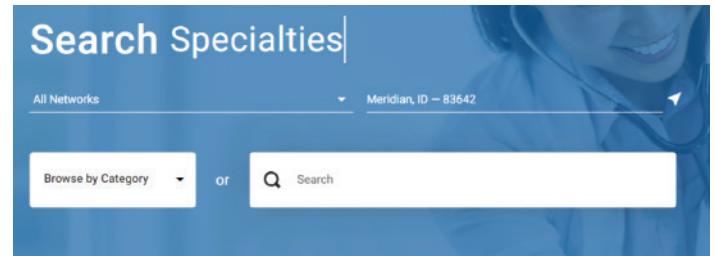 Search Specialties
All Networks
Meridian, ID — 83642
Browse by Category
or
Search